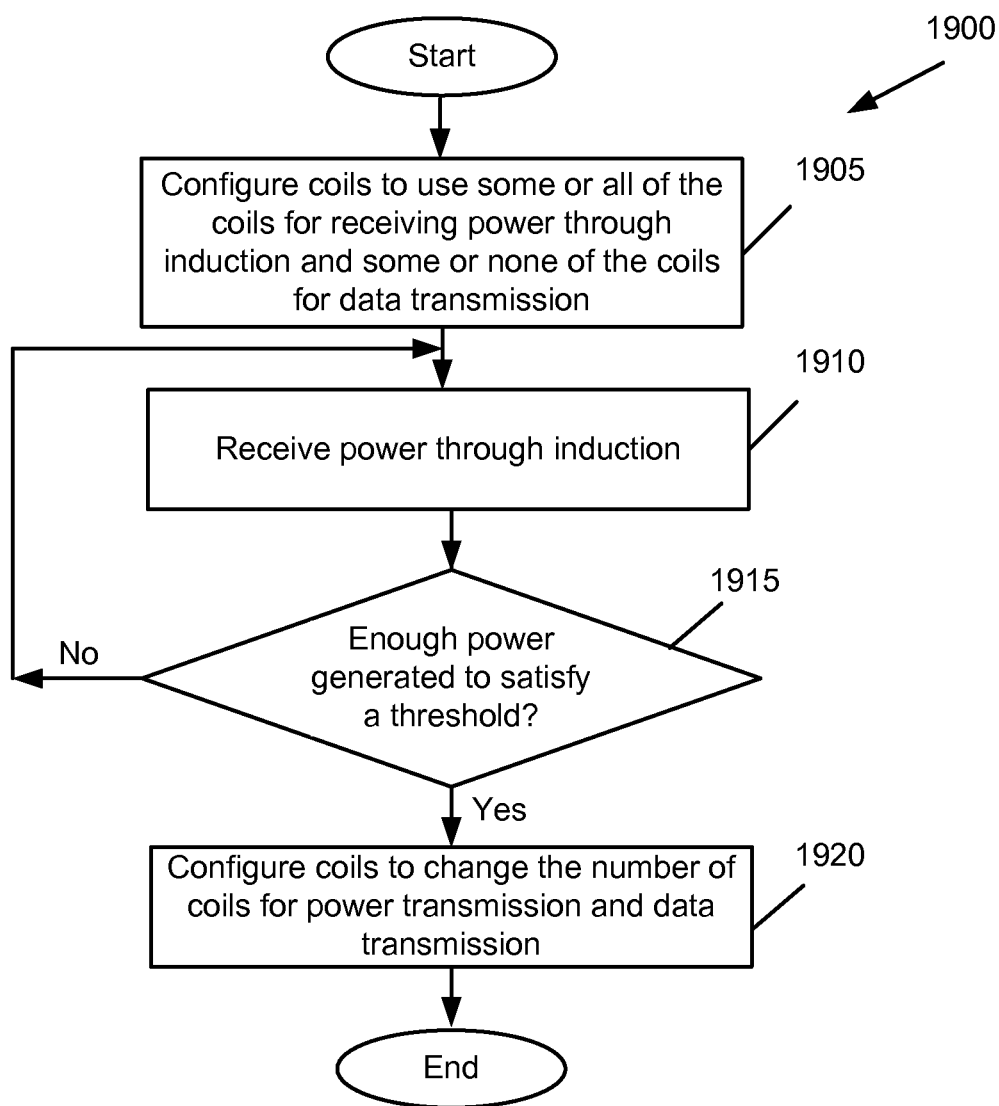 Start
1900
Configure coils to use some or all of the
coils for receiving power through
induction and some or none of the coils
for data transmission
1905
Receive power through induction
1910
Enough power
generated to satisfy
a threshold?
1915
No
Yes
Configure coils to change the number of
coils for power transmission and data
transmission
1920
End